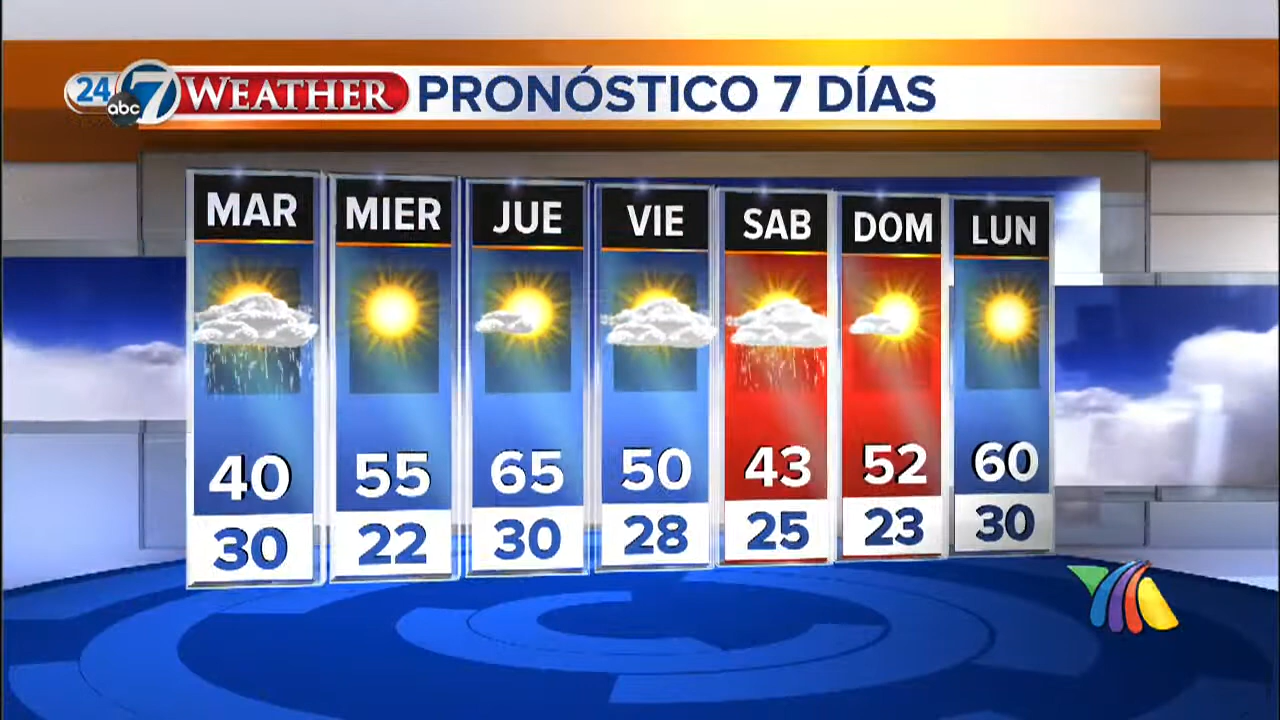 24 abc 7 WEATHER PRONÓSTICO 7 DÍAS
MAR MIER JUE VIE SAB DOM LUN
40 55 65 50 43 52 60
30 22 30 28 25 23 30